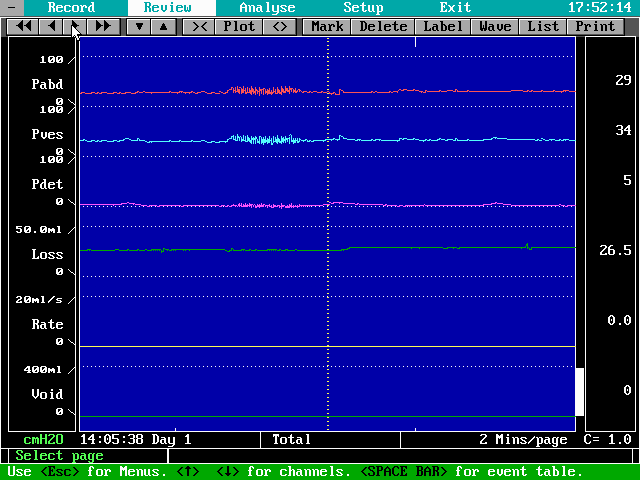 Record Review Analyse Setup Exit 17:52:14
>< Plot <> Mark Delete Label Wave List Print
100
Pabd 29
0
100
Pves 34
0
100
Pdet 5
0
50.0ml
Loss 26.5
0
20ml/s
Rate 0.0
0
400ml
Void 0
0
cmH2O 14:05:38 Day 1 Total 2 Mins/page C= 1.0
Select page
Use <Esc> for Menus. <↑> <↓> for channels. <SPACE BAR> for event table.